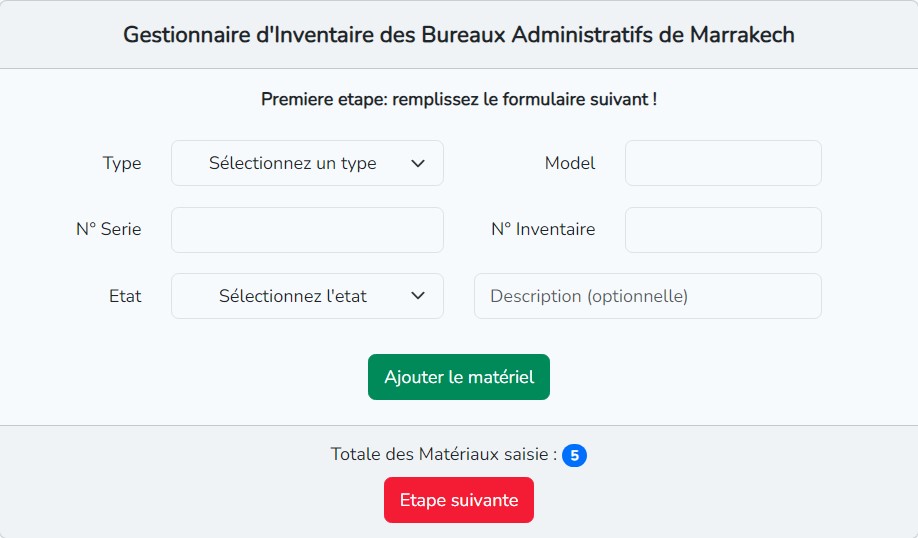 Gestionnaire d'Inventaire des Bureaux Administratifs de Marrakech
Premiere etape: remplissez le formulaire suivant !
Type Sélectionnez un type Model
N° Serie N° Inventaire
Etat Sélectionnez l'etat Description (optionnelle)
Ajouter le matériel
Totale des Matériaux saisie : 5
Etape suivante